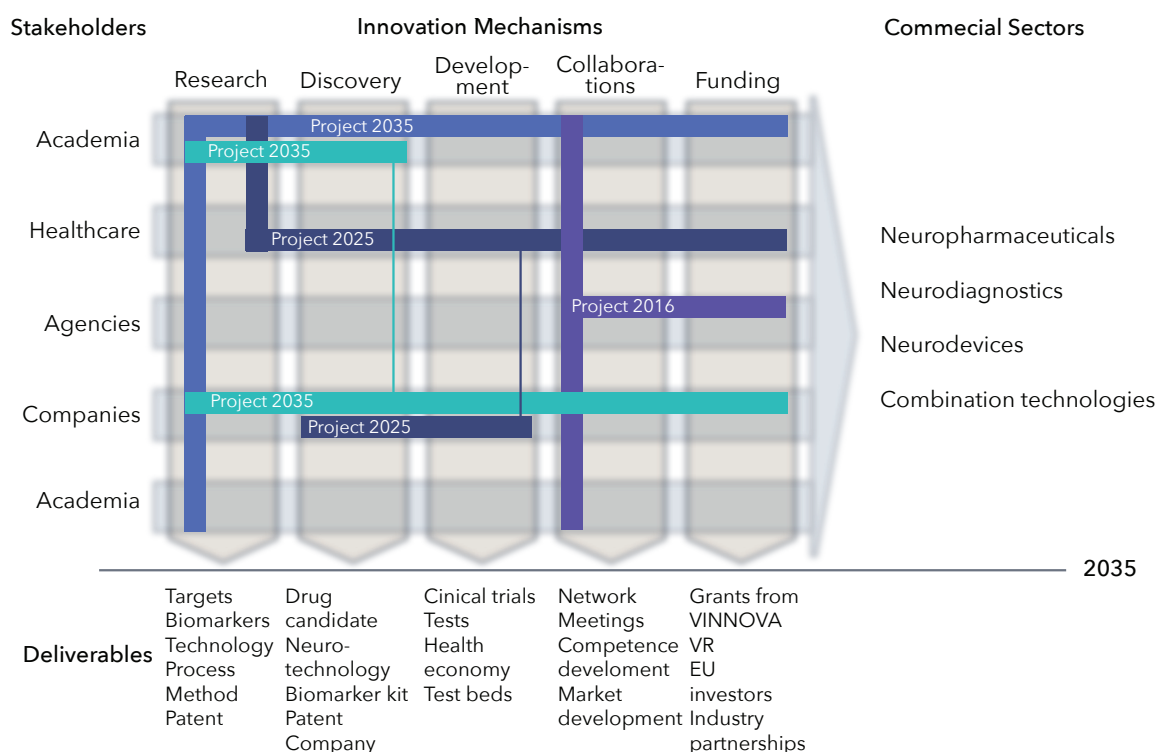 Stakeholders
Innovation Mechanisms
Commecial Sectors
Research
Discovery
Develop-
ment
Collabora-
tions
Funding
Academia
Project 2035
Project 2035
Healthcare
Project 2025
Agencies
Project 2016
Companies
Project 2035
Project 2025
Academia
Neuropharmaceuticals
Neurodiagnostics
Neurodevices
Combination technologies
2035
Deliverables
Targets
Biomarkers
Technology
Process
Method
Patent
Drug
candidate
Neuro-
technology
Biomarker kit
Patent
Company
Cinical trials
Tests
Health
economy
Test beds
Network
Meetings
Competence
develoment
Market
development
Grants from
VINNOVA
VR
EU
investors
Industry
partnerships